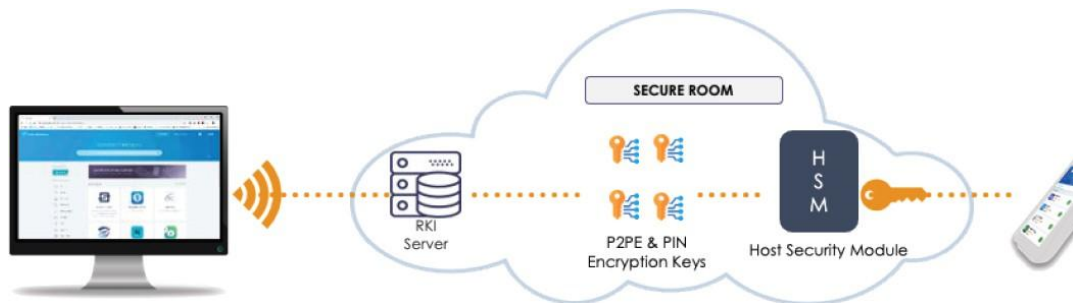 SECURE ROOM
H
S
M
RKI
Server
P2PE & PIN
Encryption Keys
Host Security Module